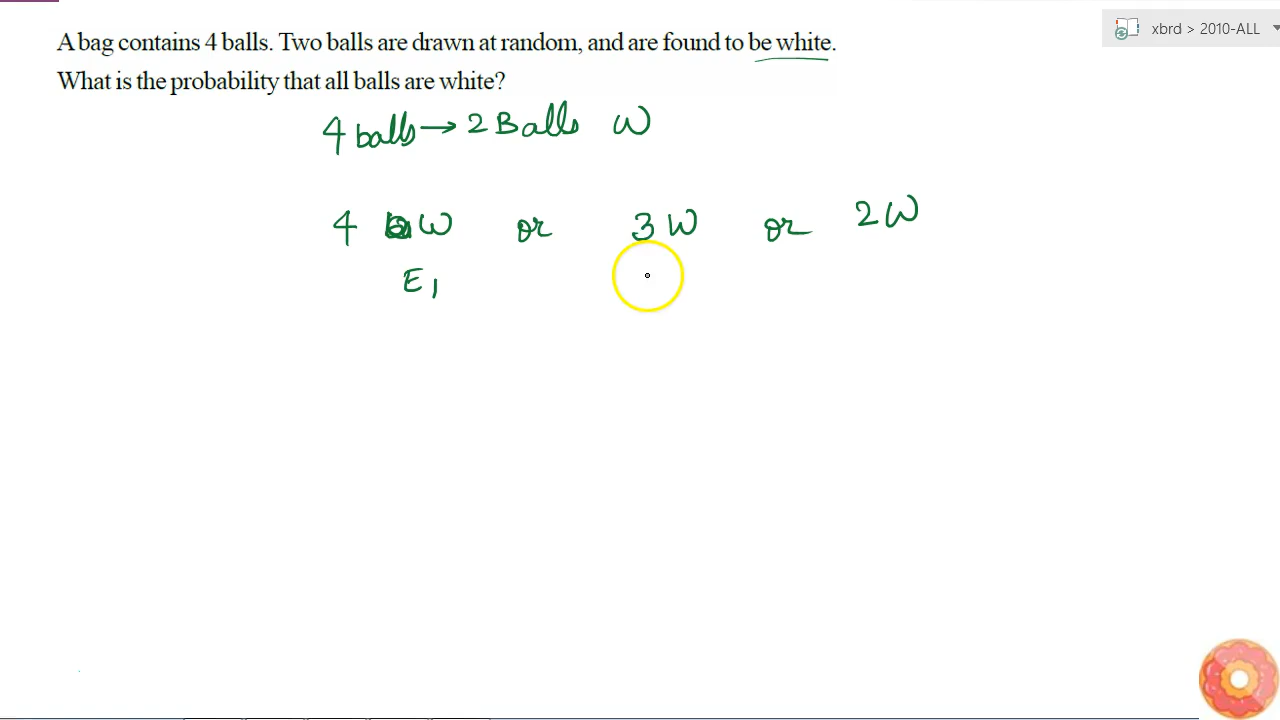 xbrd > 2010-ALL
A bag contains 4 balls. Two balls are drawn at random, and are found to be white.
What is the probability that all balls are white?
4 balls → 2 Balls W
4 W or 3 W or 2 W
E1